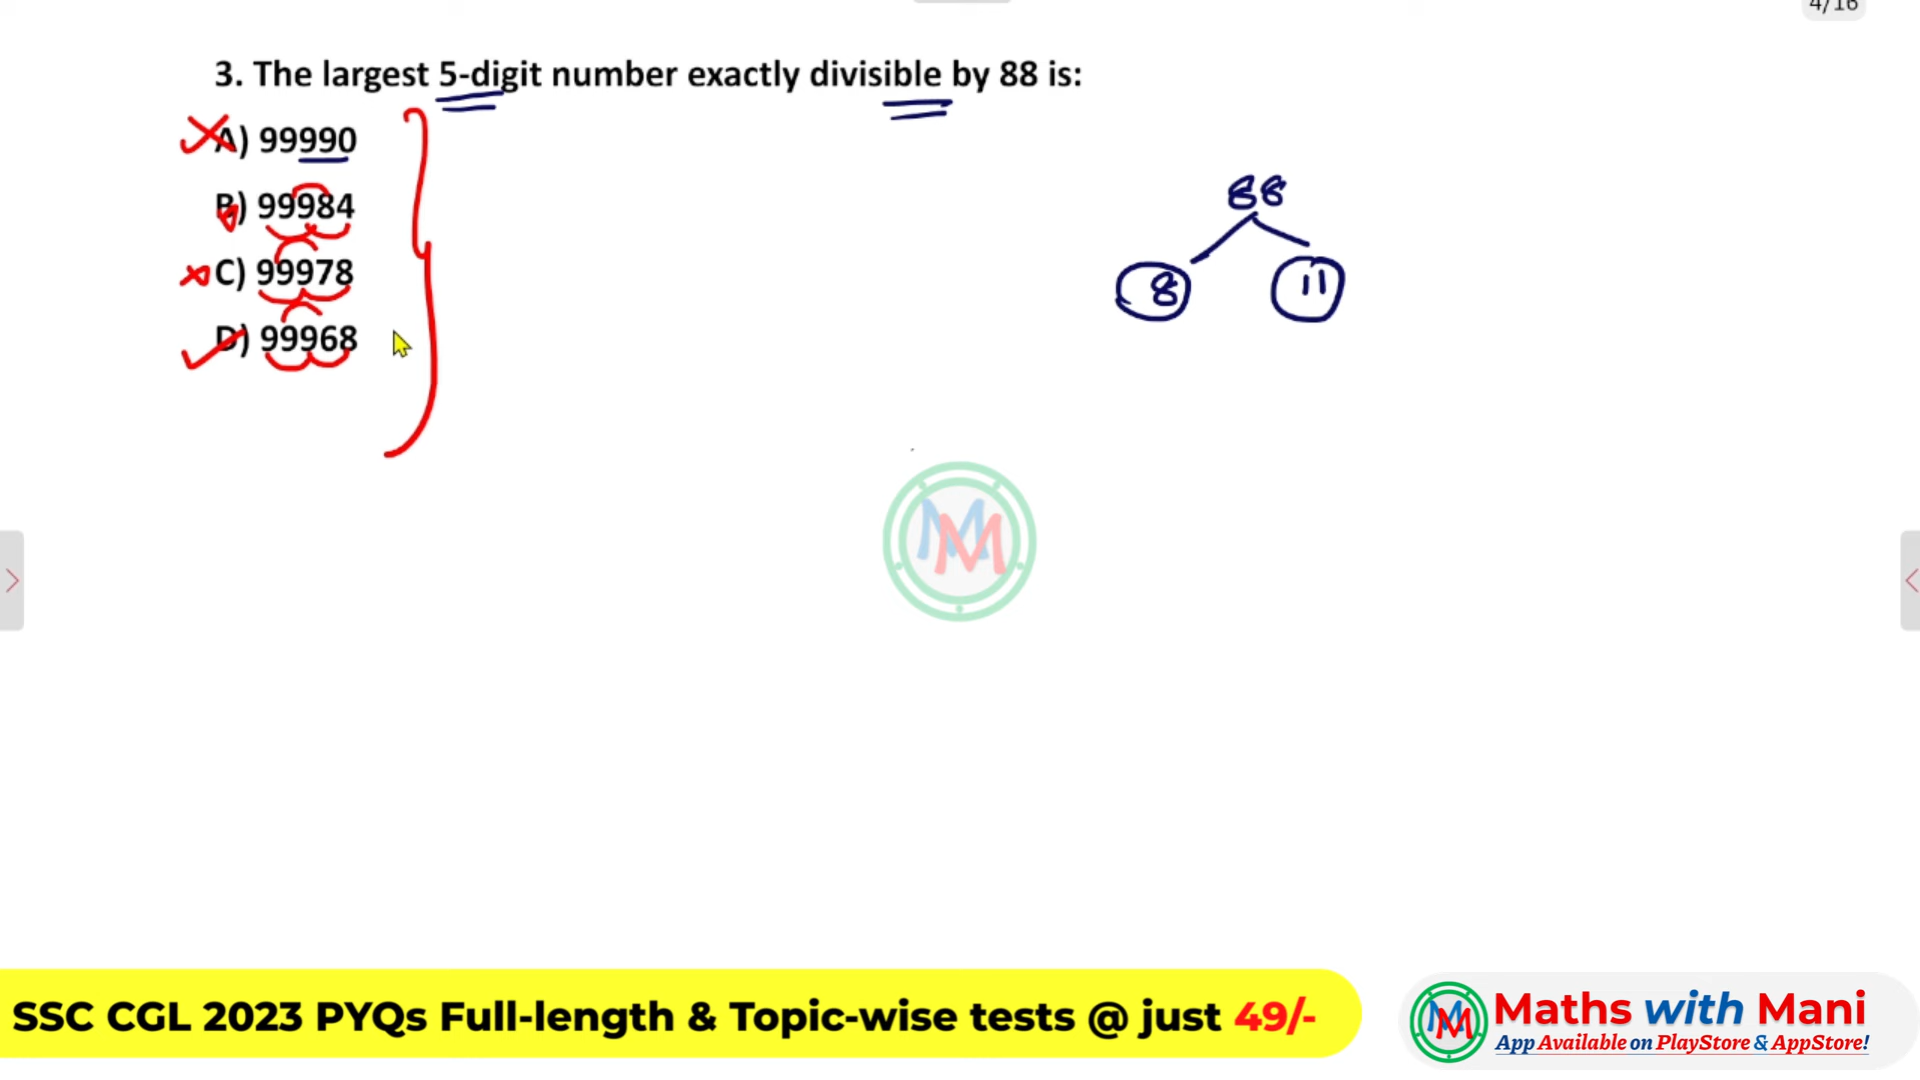 4/16
3. The largest 5-digit number exactly divisible by 88 is:
A) 99990
B) 99984
C) 99978
D) 99968
88
8 11
MM
SSC CGL 2023 PYQs Full-length & Topic-wise tests @ just 49/-
MM
Maths with Mani
App Available on PlayStore & AppStore!